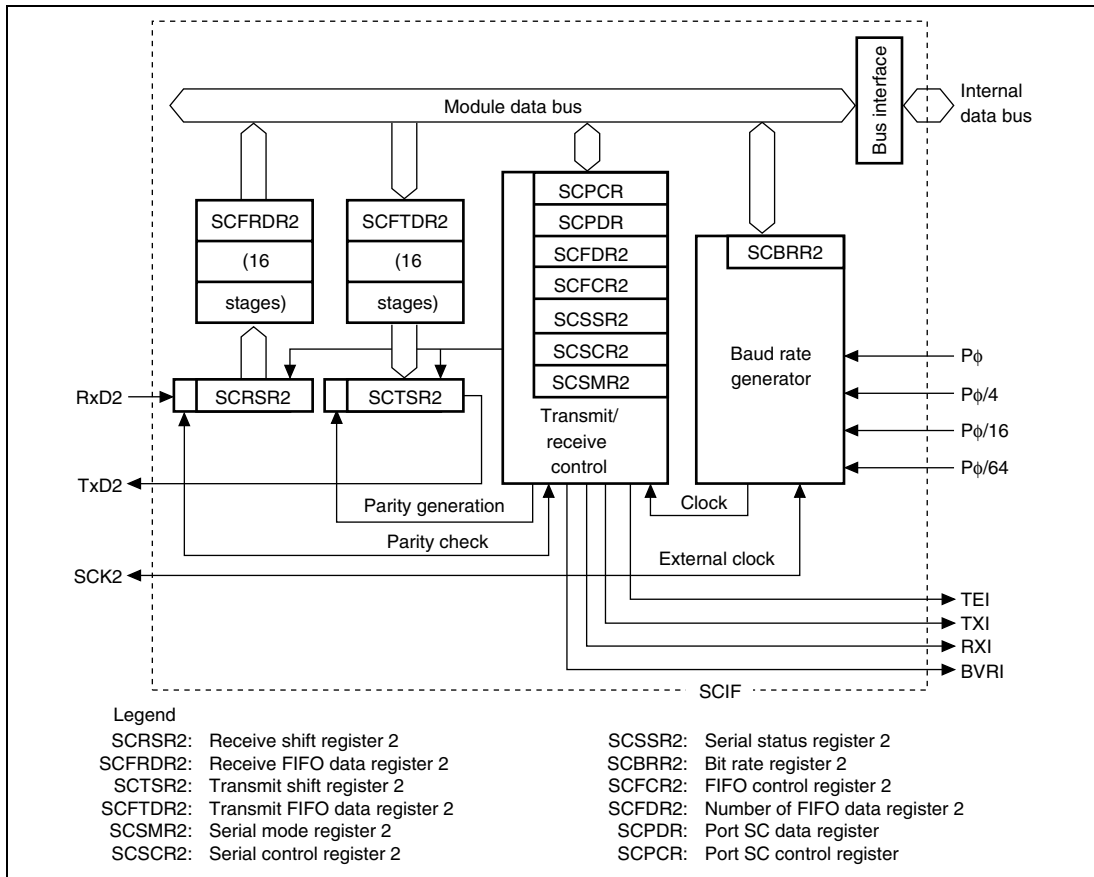 Module data bus
Bus interface
Internal
data bus
SCFRDR2
(16
stages)
SCFTDR2
(16
stages)
SCPCR
SCPDR
SCFDR2
SCFCR2
SCSSR2
SCSCR2
SCSMR2
Transmit/
receive
control
SCBRR2
Baud rate
generator
Pφ
Pφ/4
Pφ/16
Pφ/64
RxD2
SCRSR2
SCTSR2
TxD2
Parity generation
Parity check
Clock
External clock
SCK2
TEI
TXI
RXI
BVRI
SCIF
Legend
SCRSR2: Receive shift register 2
SCFRDR2: Receive FIFO data register 2
SCTSR2: Transmit shift register 2
SCFTDR2: Transmit FIFO data register 2
SCSMR2: Serial mode register 2
SCSCR2: Serial control register 2
SCSSR2: Serial status register 2
SCBRR2: Bit rate register 2
SCFCR2: FIFO control register 2
SCFDR2: Number of FIFO data register 2
SCPDR: Port SC data register
SCPCR: Port SC control register